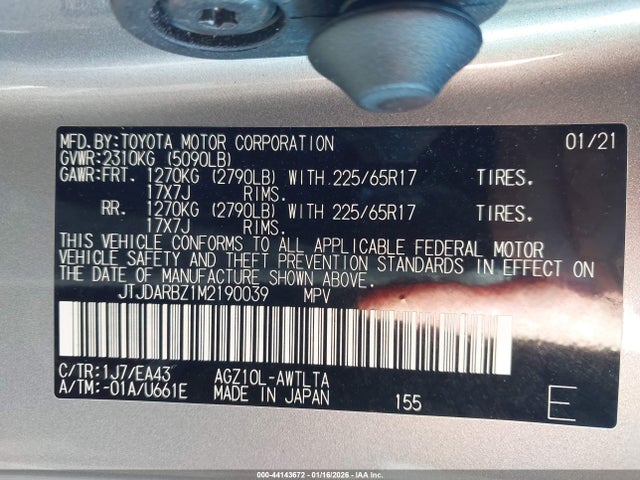 MFD.BY:TOYOTA MOTOR CORPORATION 01/21
GVWR:2310KG (5090LB)
GAWR:FRT. 1270KG (2790LB) WITH 225/65R17 TIRES.
17X7J RIMS.
RR. 1270KG (2790LB) WITH 225/65R17 TIRES.
17X7J RIMS.
THIS VEHICLE CONFORMS TO ALL APPLICABLE FEDERAL MOTOR
VEHICLE SAFETY AND THEFT PREVENTION STANDARDS IN EFFECT ON
THE DATE OF MANUFACTURE SHOWN ABOVE.
JTJDARBZ1M2190039 MPV
C/TR:1J7/EA43 AGZ10L-AWTLTA
A/TM:-01A/U661E MADE IN JAPAN 155 E
000-44143672 - 01/16/2026 - IAA Inc.